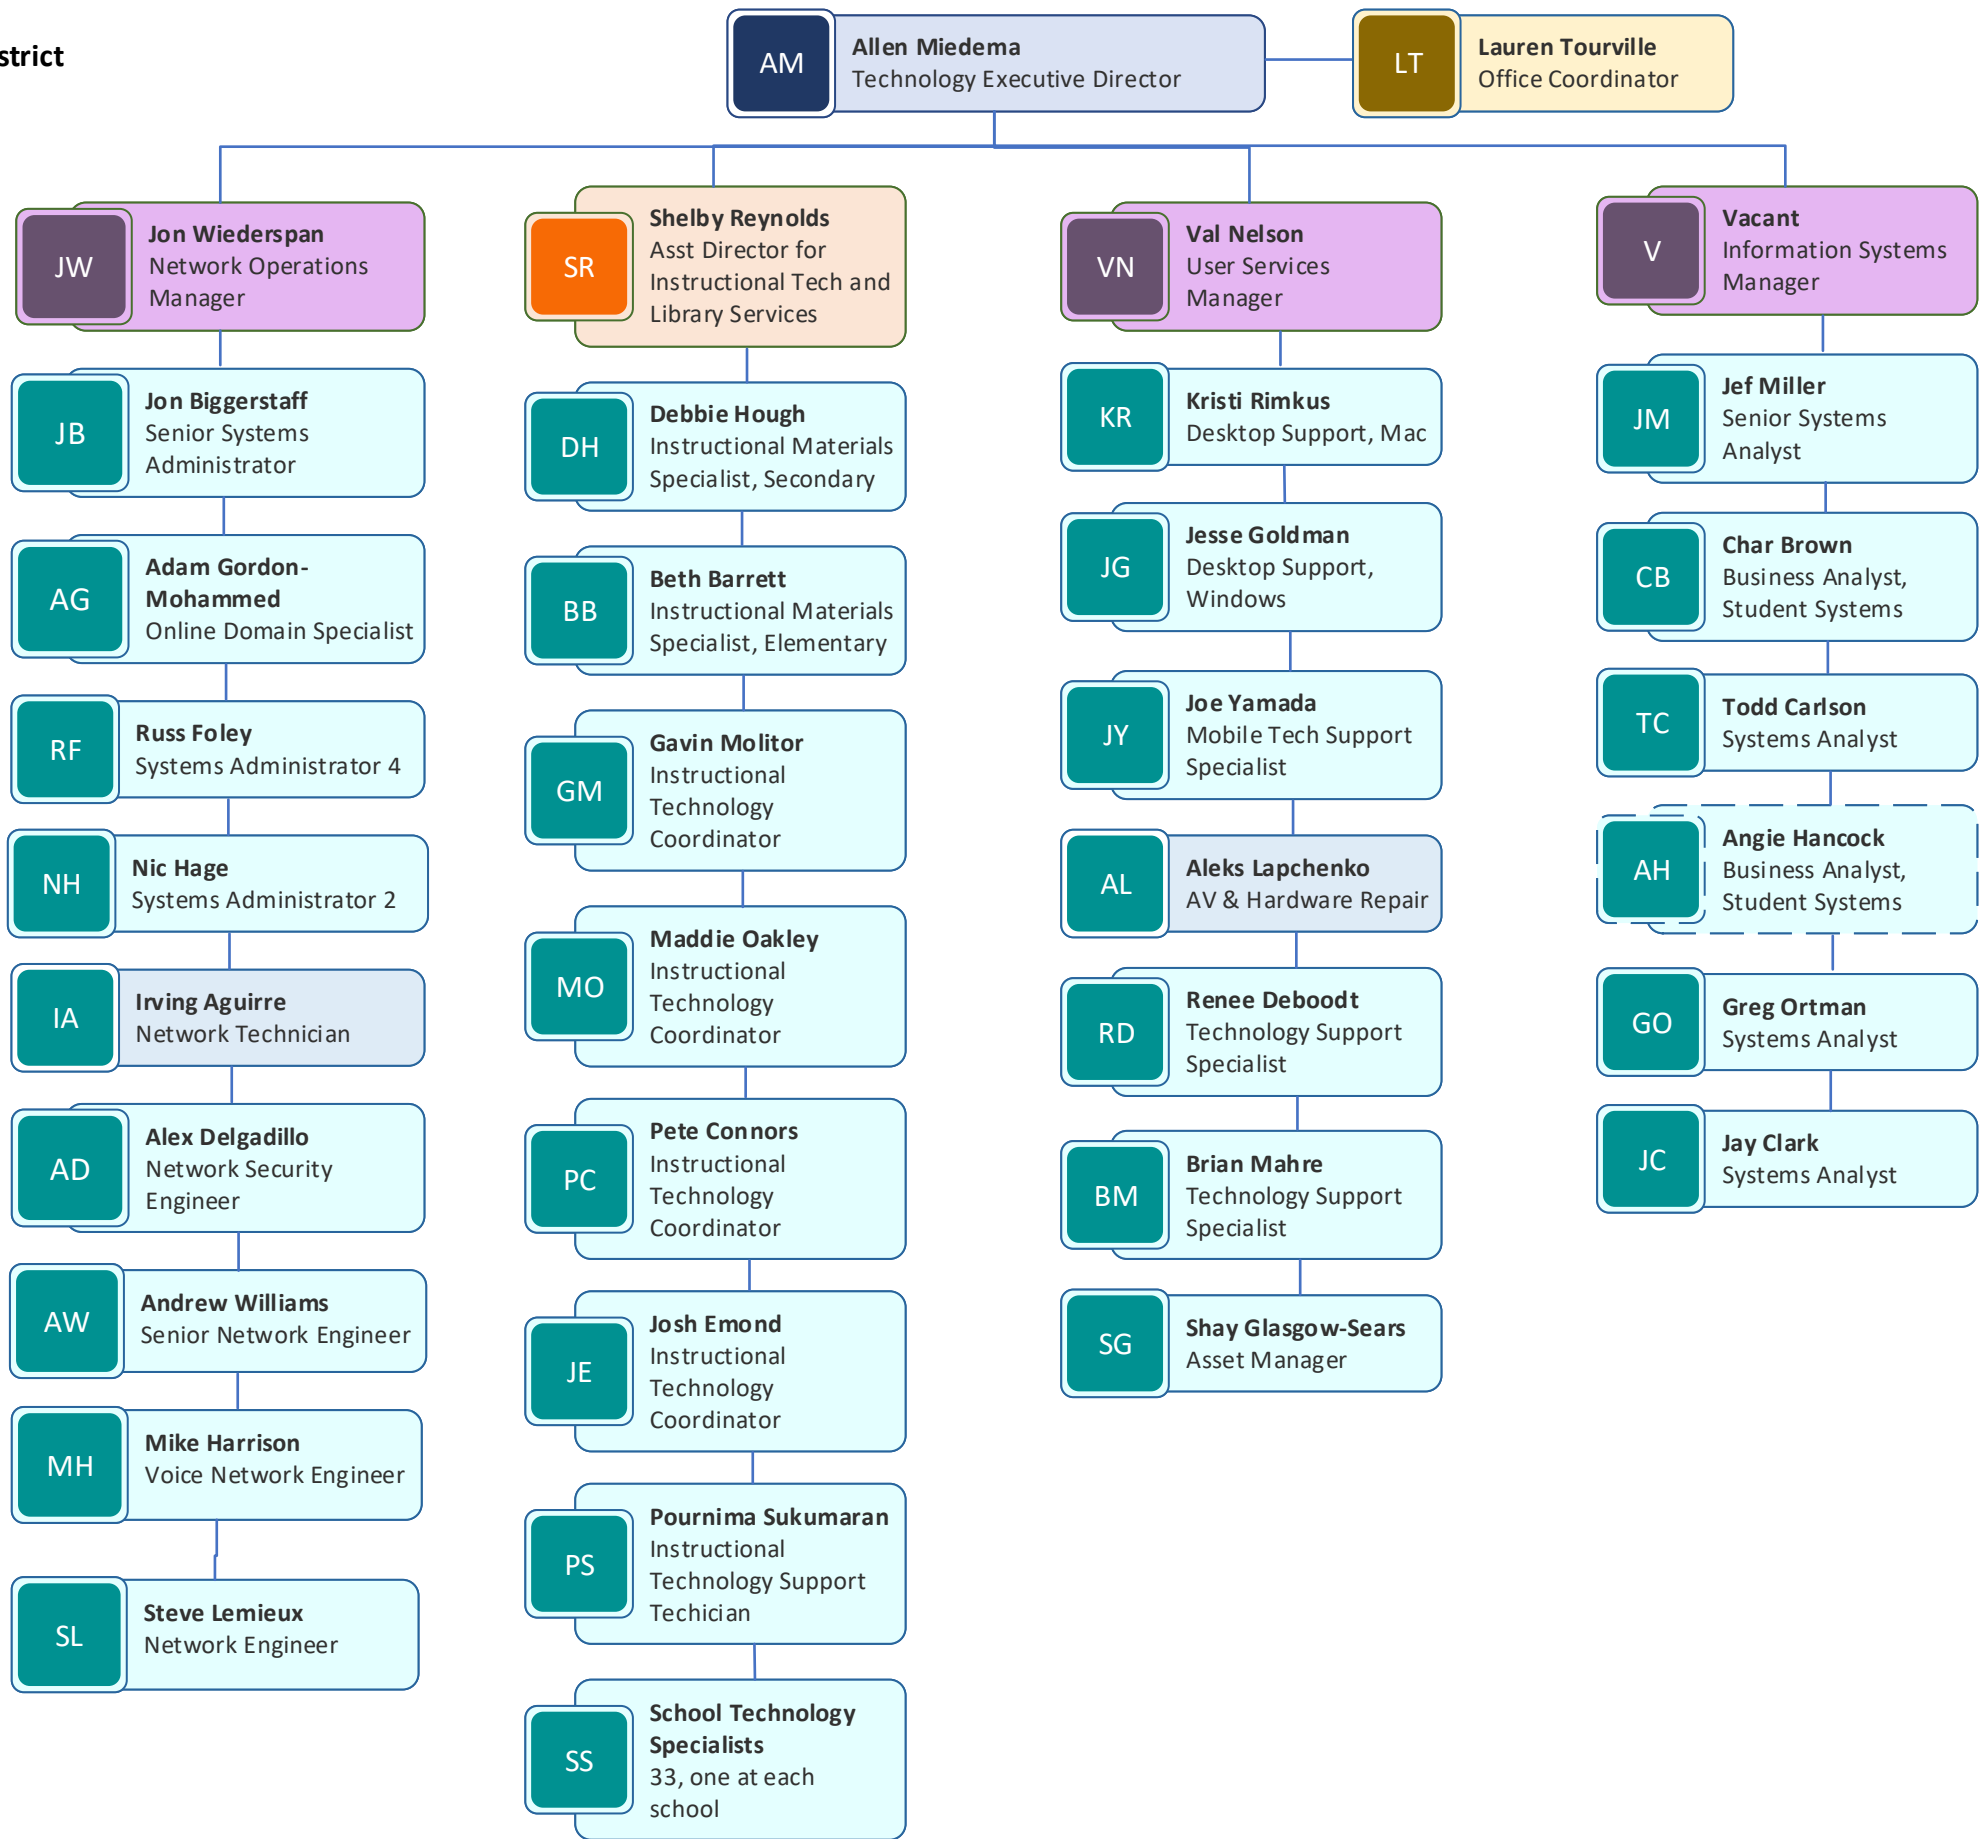 strict
AM
Allen Miedema
Technology Executive Director
LT
Lauren Tourville
Office Coordinator
JW
Jon Wiederspan
Network Operations
Manager
JB
Jon Biggerstaff
Senior Systems
Administrator
AG
Adam Gordon-
Mohammed
Online Domain Specialist
RF
Russ Foley
Systems Administrator 4
NH
Nic Hage
Systems Administrator 2
IA
Irving Aguirre
Network Technician
AD
Alex Delgadillo
Network Security
Engineer
AW
Andrew Williams
Senior Network Engineer
MH
Mike Harrison
Voice Network Engineer
SL
Steve Lemieux
Network Engineer
SR
Shelby Reynolds
Asst Director for
Instructional Tech and
Library Services
DH
Debbie Hough
Instructional Materials
Specialist, Secondary
BB
Beth Barrett
Instructional Materials
Specialist, Elementary
GM
Gavin Molitor
Instructional
Technology
Coordinator
MO
Maddie Oakley
Instructional
Technology
Coordinator
PC
Pete Connors
Instructional
Technology
Coordinator
JE
Josh Emond
Instructional
Technology
Coordinator
PS
Pournima Sukumaran
Instructional
Technology Support
Techician
SS
School Technology
Specialists
33, one at each
school
VN
Val Nelson
User Services
Manager
KR
Kristi Rimkus
Desktop Support, Mac
JG
Jesse Goldman
Desktop Support,
Windows
JY
Joe Yamada
Mobile Tech Support
Specialist
AL
Aleks Lapchenko
AV & Hardware Repair
RD
Renee Deboodt
Technology Support
Specialist
BM
Brian Mahre
Technology Support
Specialist
SG
Shay Glasgow-Sears
Asset Manager
V
Vacant
Information Systems
Manager
JM
Jef Miller
Senior Systems
Analyst
CB
Char Brown
Business Analyst,
Student Systems
TC
Todd Carlson
Systems Analyst
AH
Angie Hancock
Business Analyst,
Student Systems
GO
Greg Ortman
Systems Analyst
JC
Jay Clark
Systems Analyst